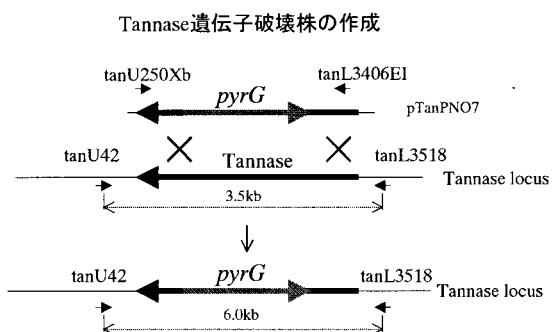 Tannase遺伝子破壊株の作成
tanU250Xb
tanL3406EI
pyrG
pTanPNO7
Tannase
tanU42
tanL3518
Tannase locus
3.5kb
pyrG
tanU42
tanL3518
Tannase locus
6.0kb